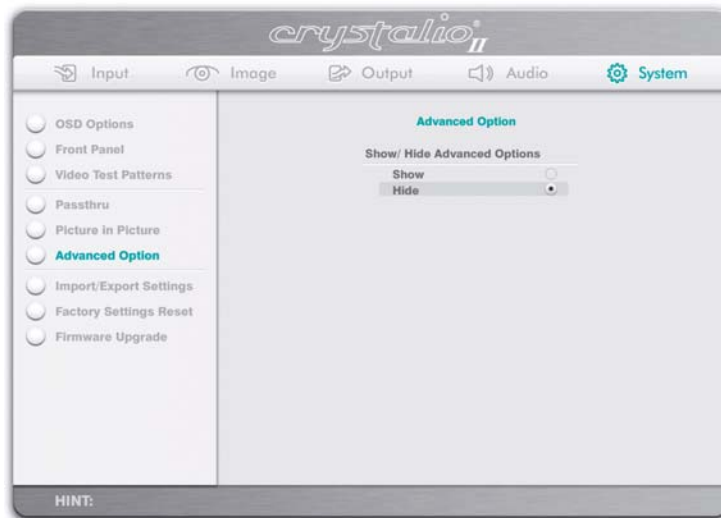 crystalio II
Input Image Output Audio System
OSD Options
Front Panel
Video Test Patterns
Passthru
Picture in Picture
Advanced Option
Import/Export Settings
Factory Settings Reset
Firmware Upgrade
Advanced Option
Show/ Hide Advanced Options
Show
Hide
HINT: